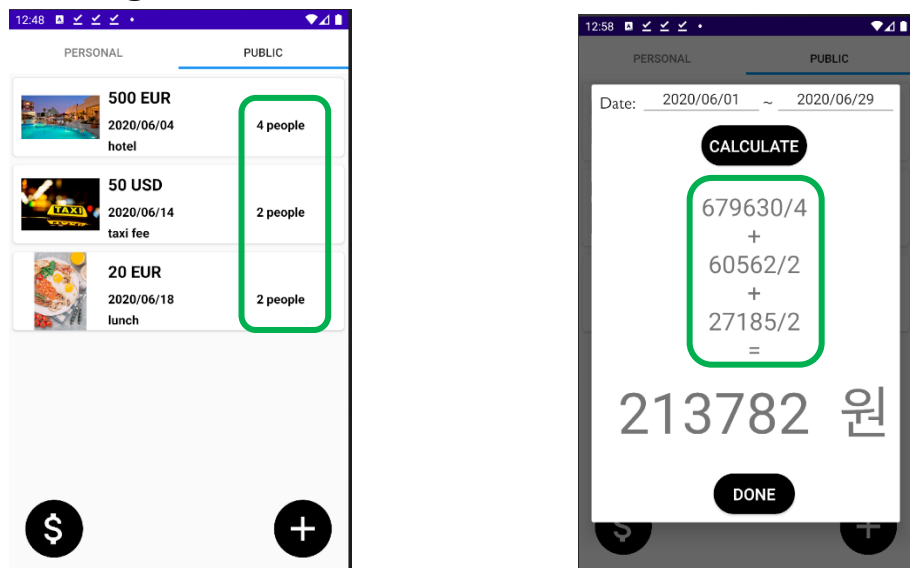 12:48
PERSONAL PUBLIC
500 EUR
2020/06/04 4 people
hotel
TAXI
50 USD
2020/06/14 2 people
taxi fee
20 EUR
2020/06/18 2 people
lunch
$ +
12:58
PERSONAL PUBLIC
Date: 2020/06/01 ~ 2020/06/29
CALCULATE
679630/4
+
60562/2
+
27185/2
=
213782 원
DONE
$ +